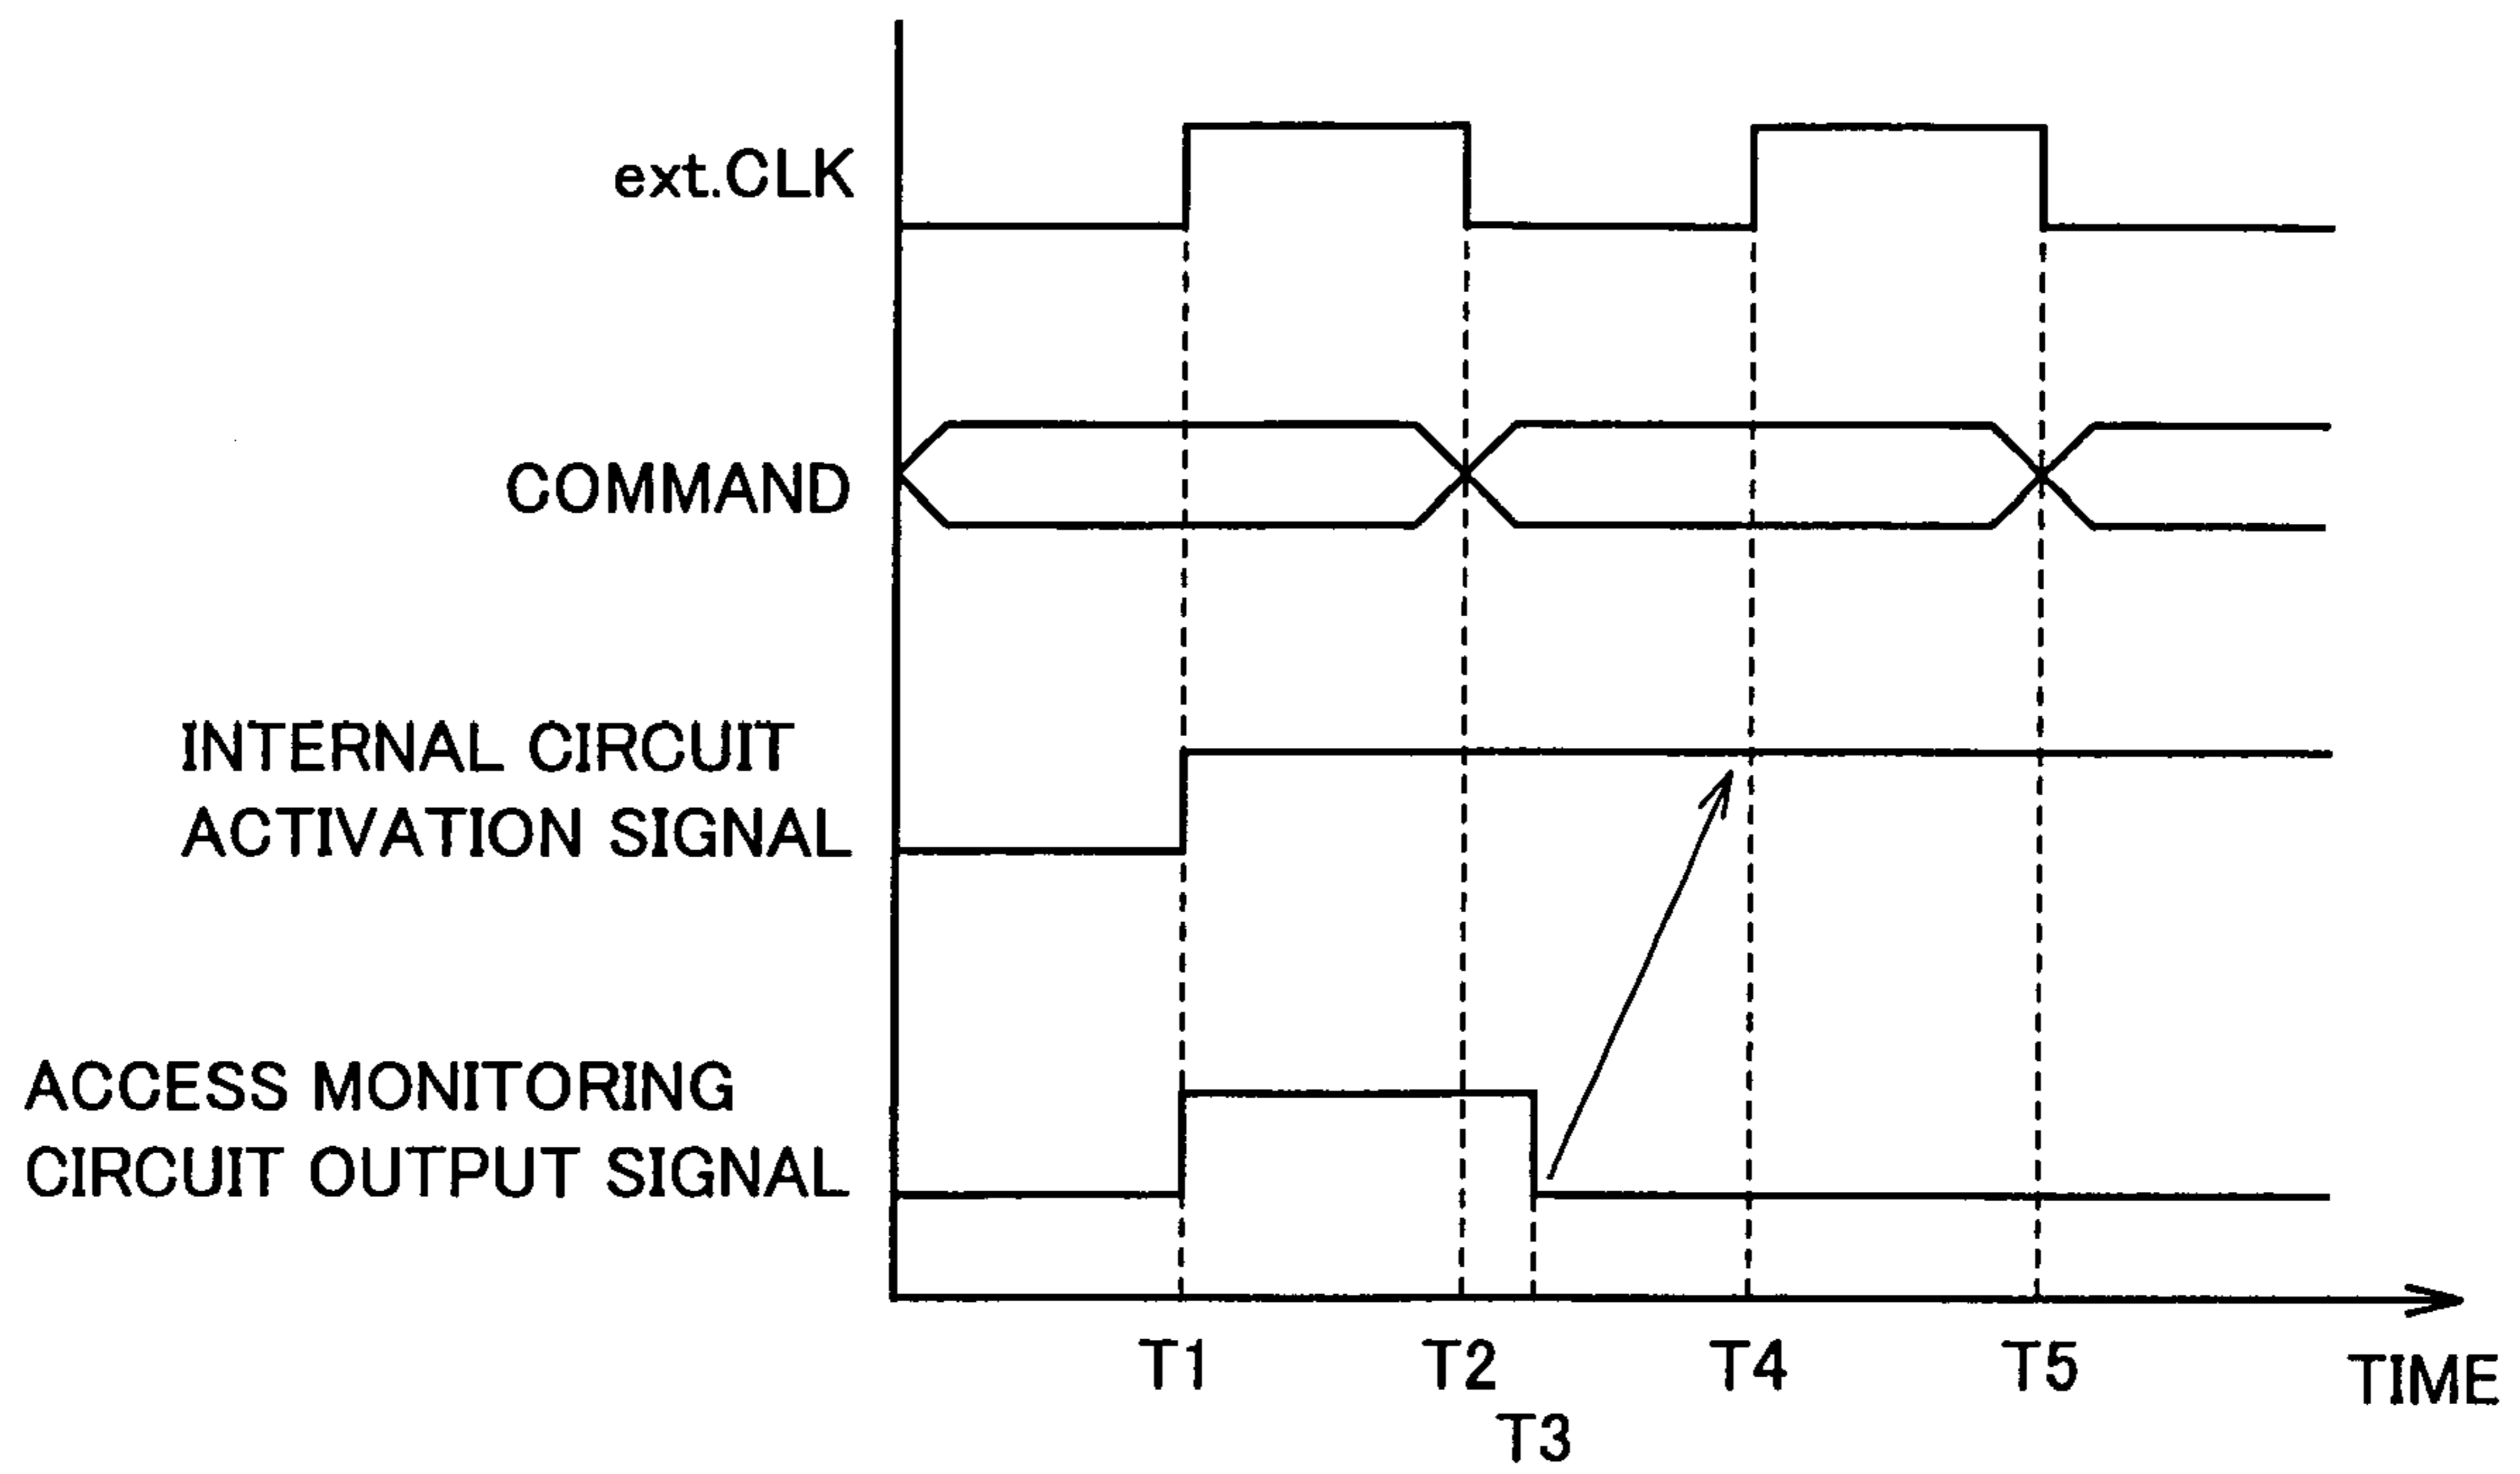 ext.CLK
COMMAND
INTERNAL CIRCUIT
ACTIVATION SIGNAL
ACCESS MONITORING
CIRCUIT OUTPUT SIGNAL
T1 T2 T4 T5
TIME
T3